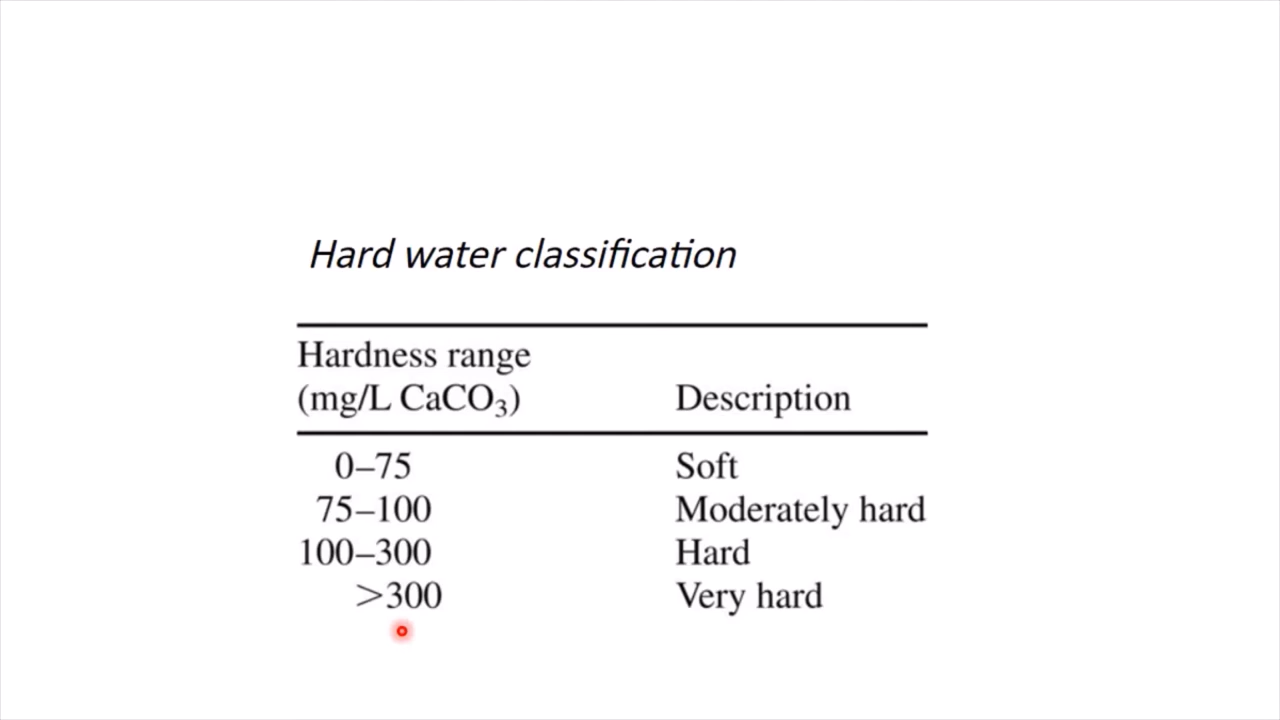 Hard water classification
Hardness range
(mg/L CaCO₃) Description
0–75 Soft
75–100 Moderately hard
100–300 Hard
>300 Very hard